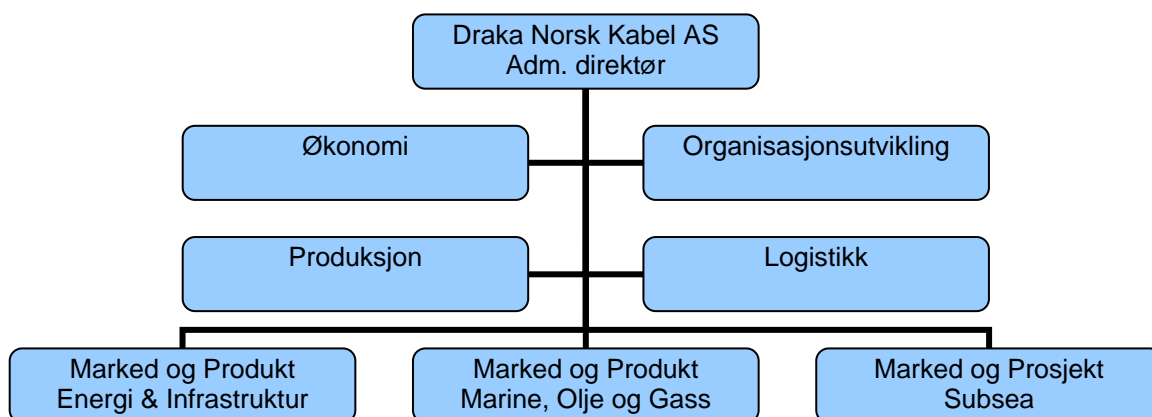 Draka Norsk Kabel AS
Adm. direktør
Økonomi
Organisasjonsutvikling
Produksjon
Logistikk
Marked og Produkt
Energi & Infrastruktur
Marked og Produkt
Marine, Olje og Gass
Marked og Prosjekt
Subsea